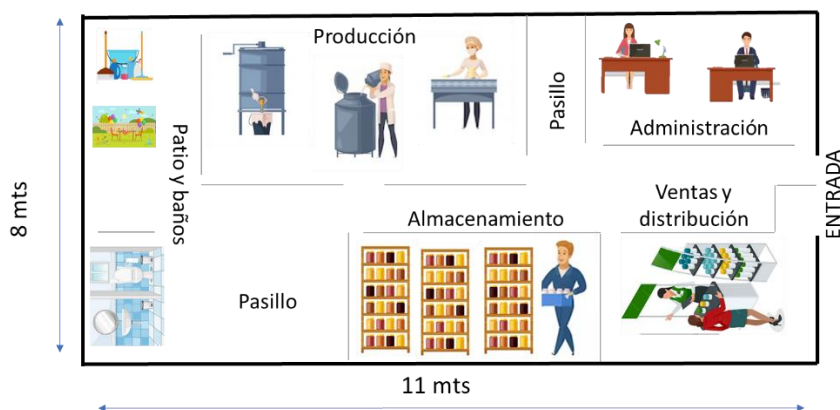 Producción
Pasillo
Administración
Patio y baños
8 mts
Ventas y
distribución
ENTRADA
Almacenamiento
Pasillo
11 mts